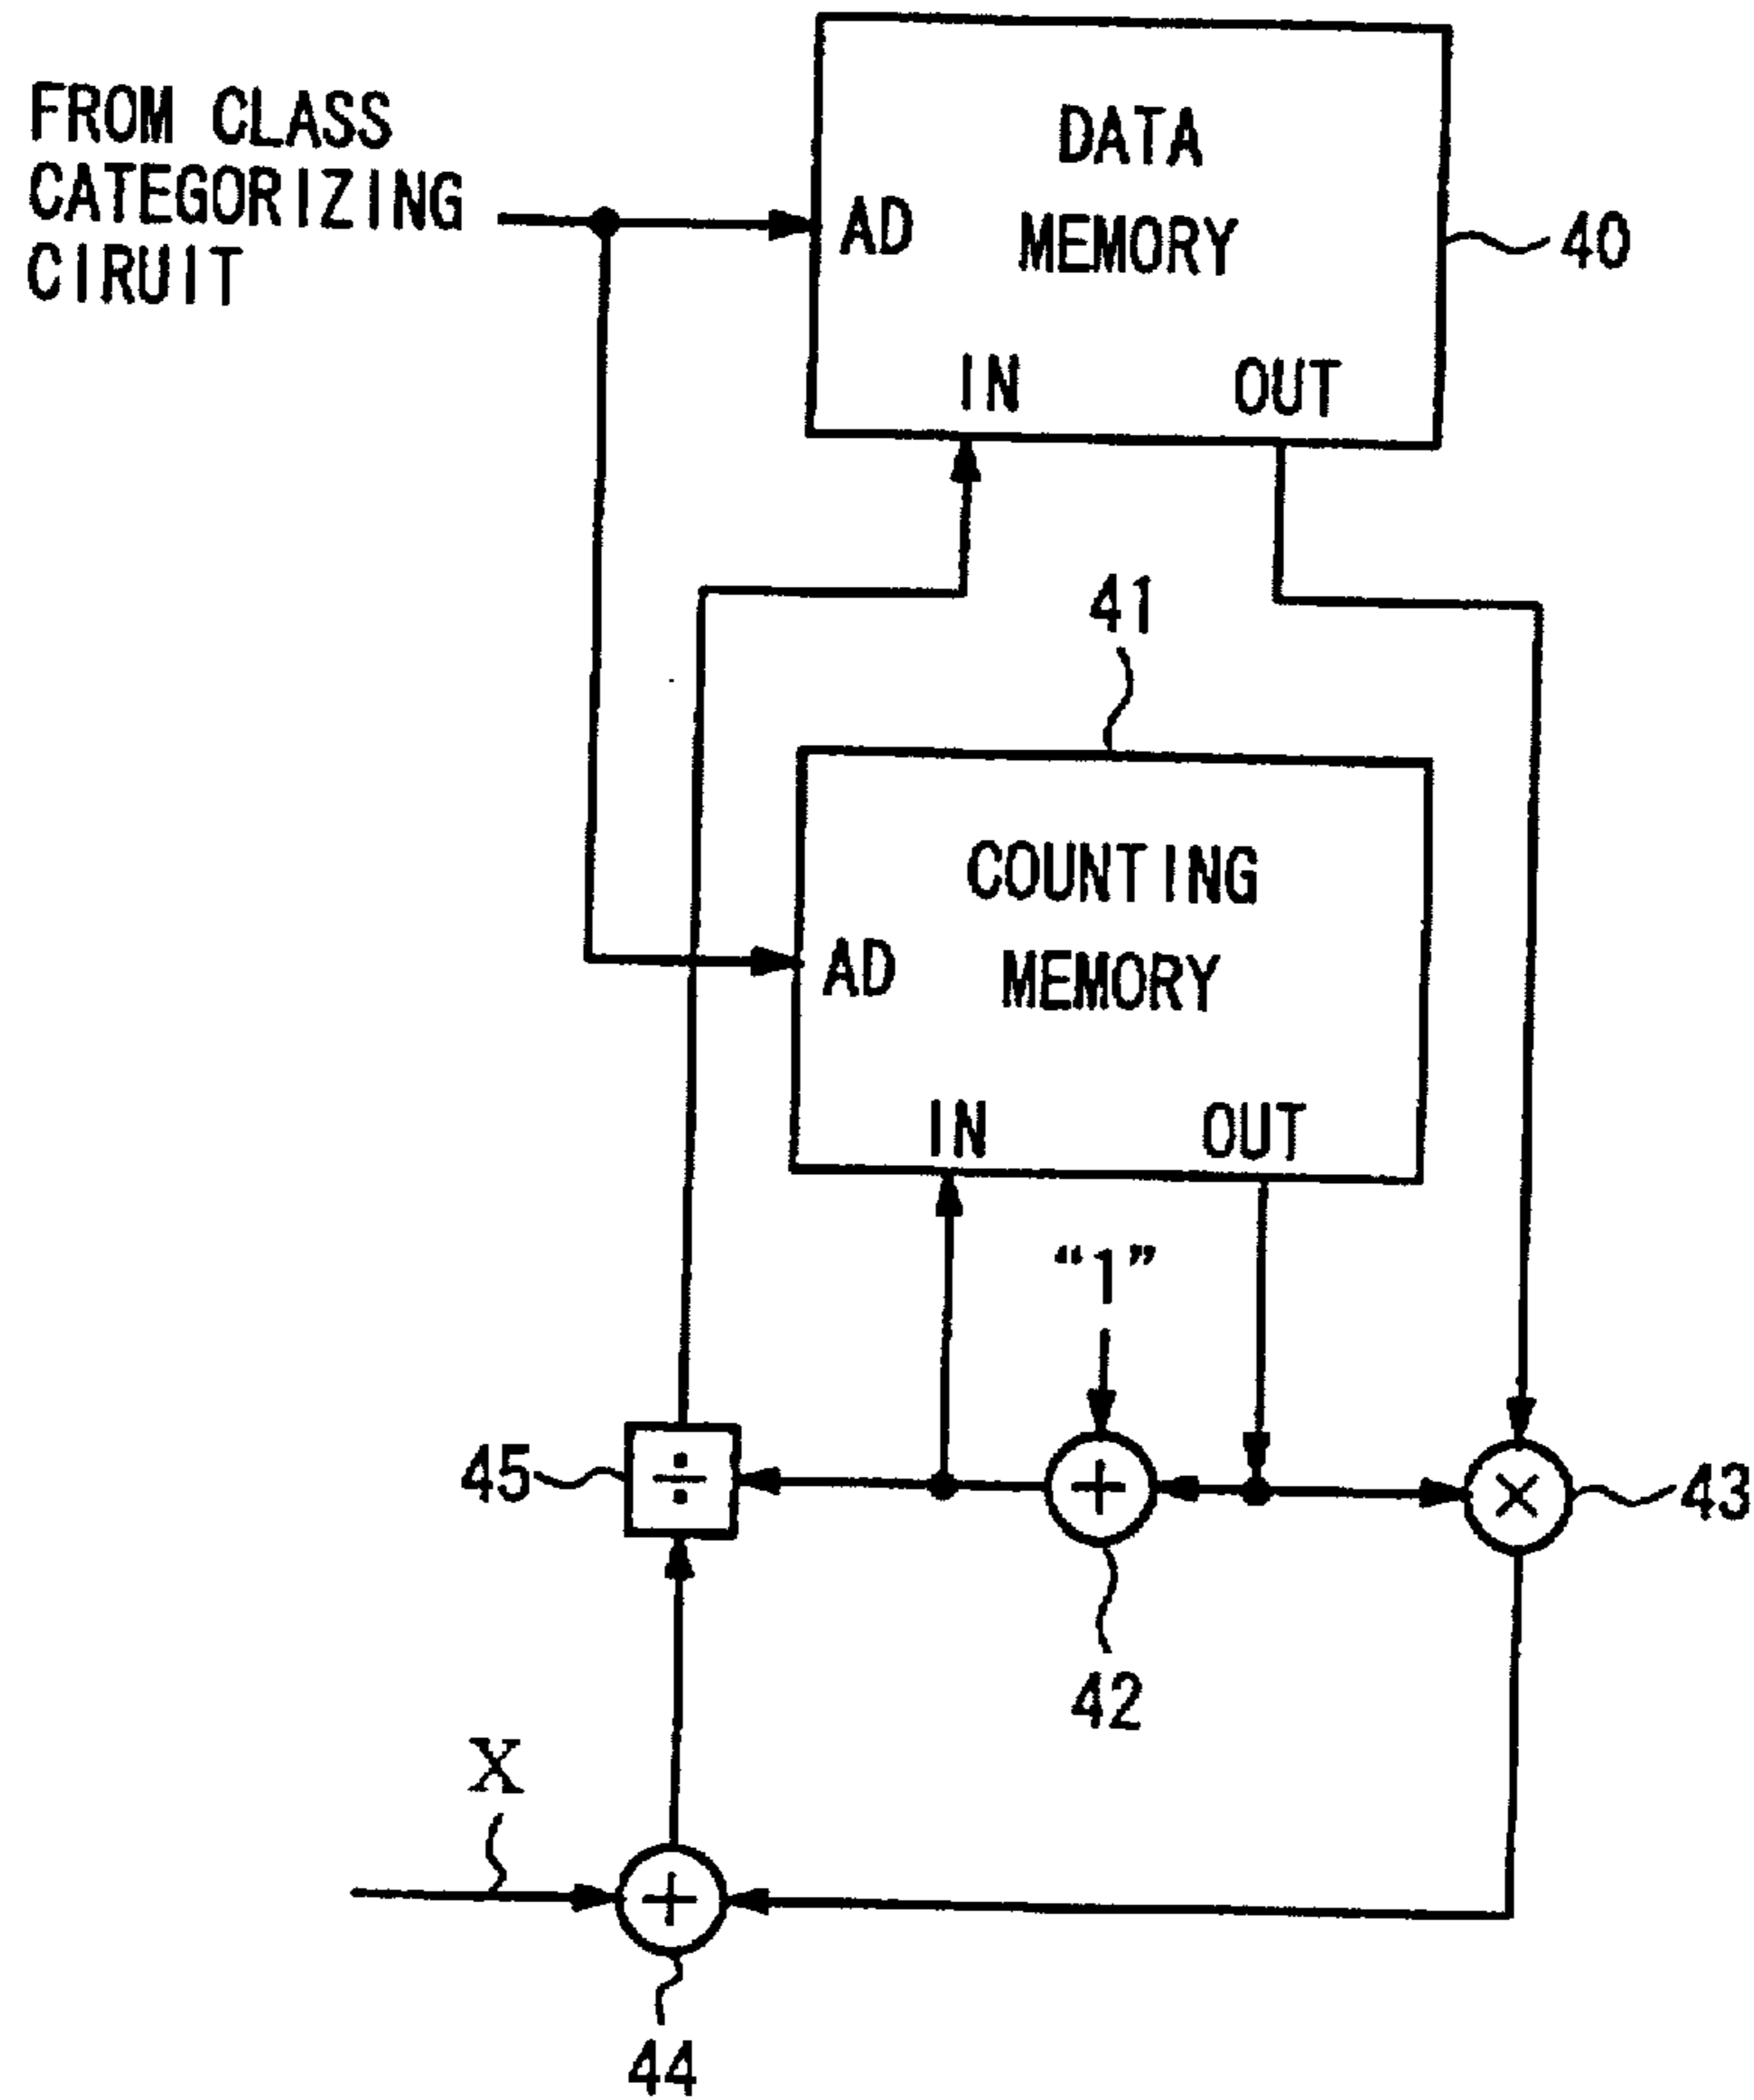 FROM CLASS
CATEGORIZING
CIRUIT
DATA
MEMORY
AD
IN
OUT
40
41
COUNTING
MEMORY
AD
IN
OUT
“1”
45
÷
+
×
43
42
X
+
44